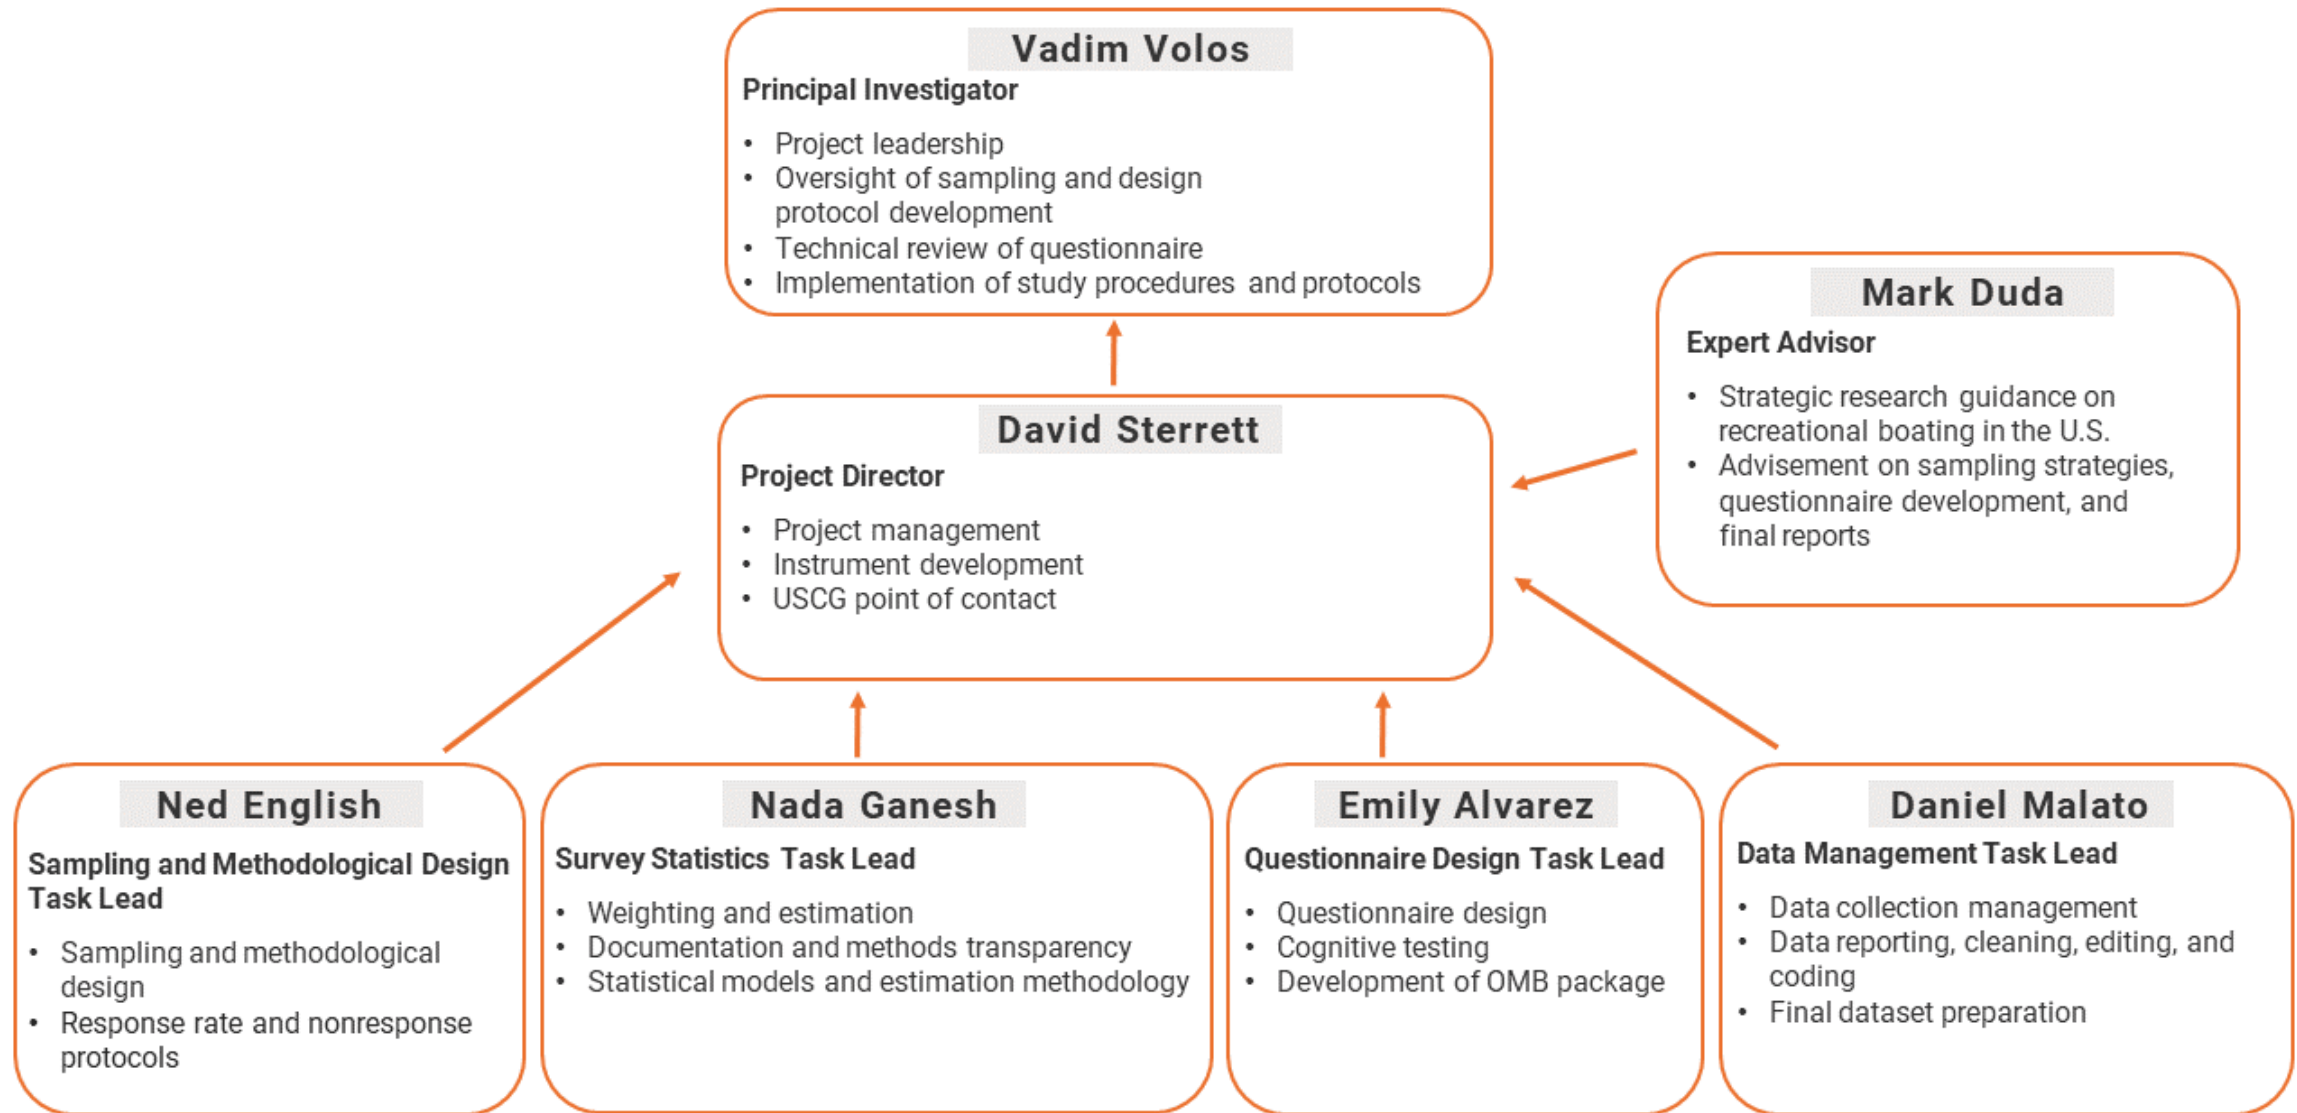 Vadim Volos
Principal Investigator
• Project leadership
• Oversight of sampling and design
protocol development
• Technical review of questionnaire
• Implementation of study procedures and protocols
Mark Duda
Expert Advisor
• Strategic research guidance on
recreational boating in the U.S.
• Advisement on sampling strategies,
questionnaire development, and
final reports
David Sterrett
Project Director
• Project management
• Instrument development
• USCG point of contact
Ned English
Sampling and Methodological Design
Task Lead
• Sampling and methodological
design
• Response rate and nonresponse
protocols
Nada Ganesh
Survey Statistics Task Lead
• Weighting and estimation
• Documentation and methods transparency
• Statistical models and estimation methodology
Emily Alvarez
Questionnaire Design Task Lead
• Questionnaire design
• Cognitive testing
• Development of OMB package
Daniel Malato
Data Management Task Lead
• Data collection management
• Data reporting, cleaning, editing, and
coding
• Final dataset preparation